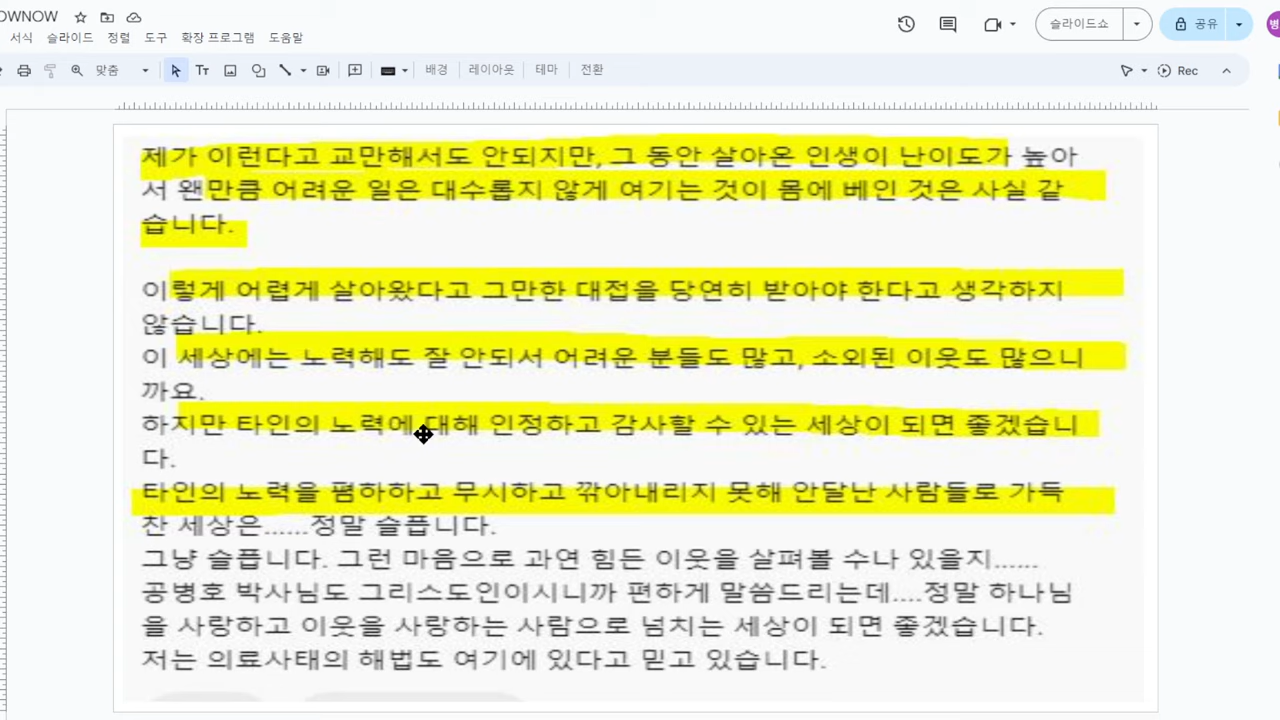 OWNOW
서식 슬라이드 정렬 도구 확장 프로그램 도움말
슬라이드쇼
공유
병
맞춤
배경 레이아웃 테마 전환
Rec
제가 이런다고 교만해서도 안되지만, 그 동안 살아온 인생이 난이도가 높아
서 왠만큼 어려운 일은 대수롭지 않게 여기는 것이 몸에 베인 것은 사실 같
습니다.
이렇게 어렵게 살아왔다고 그만한 대접을 당연히 받아야 한다고 생각하지
않습니다.
이 세상에는 노력해도 잘 안되서 어려운 분들도 많고, 소외된 이웃도 많으니
까요.
하지만 타인의 노력에 대해 인정하고 감사할 수 있는 세상이 되면 좋겠습니
다.
타인의 노력을 폄하하고 무시하고 깎아내리지 못해 안달난 사람들로 가득
찬 세상은......정말 슬픕니다.
그냥 슬픕니다. 그런 마음으로 과연 힘든 이웃을 살펴볼 수나 있을지......
공병호 박사님도 그리스도인이시니까 편하게 말씀드리는데....정말 하나님
을 사랑하고 이웃을 사랑하는 사람으로 넘치는 세상이 되면 좋겠습니다.
저는 의료사태의 해법도 여기에 있다고 믿고 있습니다.